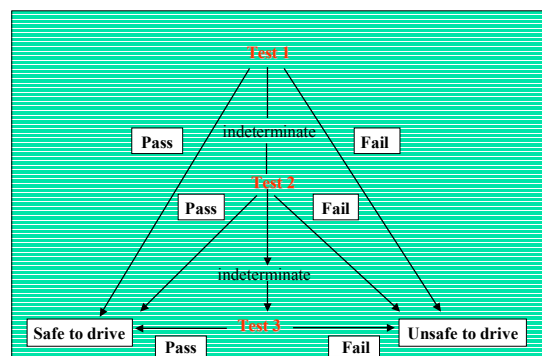 Test 1
indeterminate
Pass
Fail
Test 2
Pass
Fail
indeterminate
Safe to drive
Test 3
Unsafe to drive
Pass
Fail